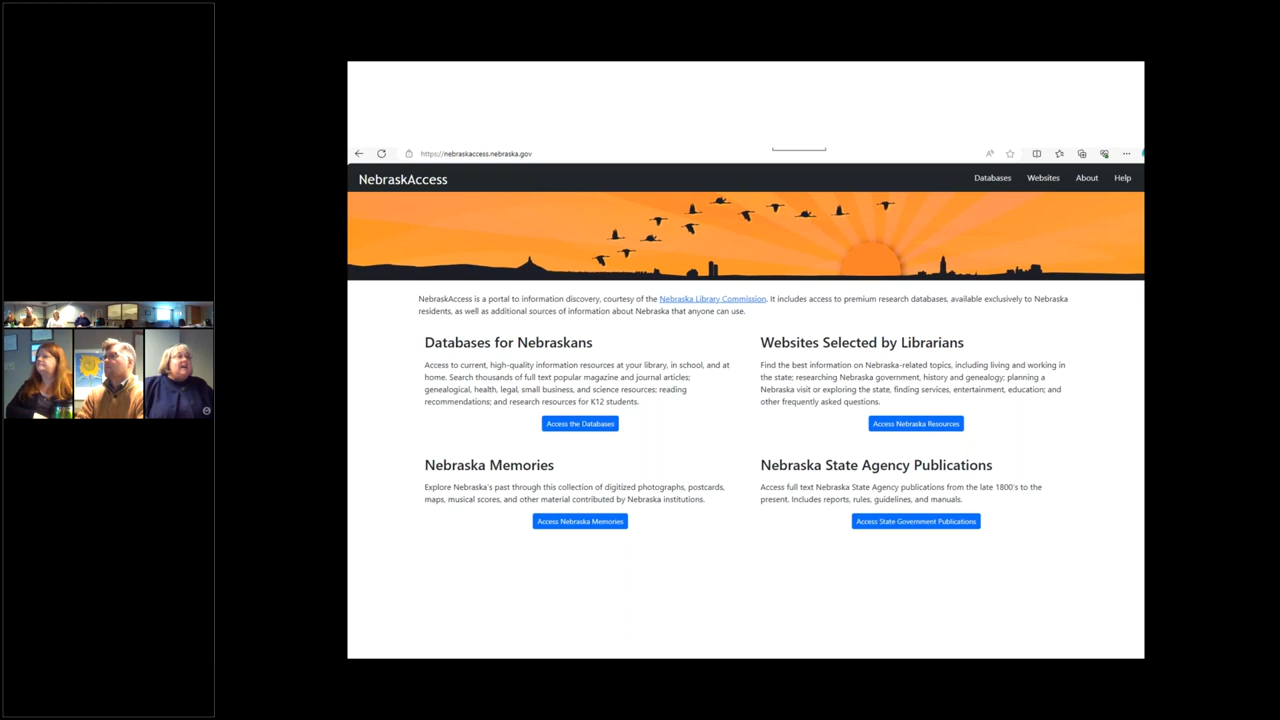 https://nebraskaccess.nebraska.gov
NebraskAccess
Databases Websites About Help
NebraskAccess is a portal to information discovery, courtesy of the Nebraska Library Commission. It includes access to premium research databases, available exclusively to Nebraska
residents, as well as additional sources of information about Nebraska that anyone can use.
Databases for Nebraskans
Access to current, high-quality information resources at your library, in school, and at
home. Search thousands of full text popular magazine and journal articles;
genealogical, health, legal, small business, and science resources; reading
recommendations; and research resources for K12 students.
Access the Databases
Websites Selected by Librarians
Find the best information on Nebraska-related topics, including living and working in
the state; researching Nebraska government, history and genealogy; planning a
Nebraska visit or exploring the state, finding services, entertainment, education; and
other frequently asked questions.
Access Nebraska Resources
Nebraska Memories
Explore Nebraska's past through this collection of digitized photographs, postcards,
maps, musical scores, and other material contributed by Nebraska institutions.
Access Nebraska Memories
Nebraska State Agency Publications
Access full text Nebraska State Agency publications from the late 1800's to the
present. Includes reports, rules, guidelines, and manuals.
Access State Government Publications